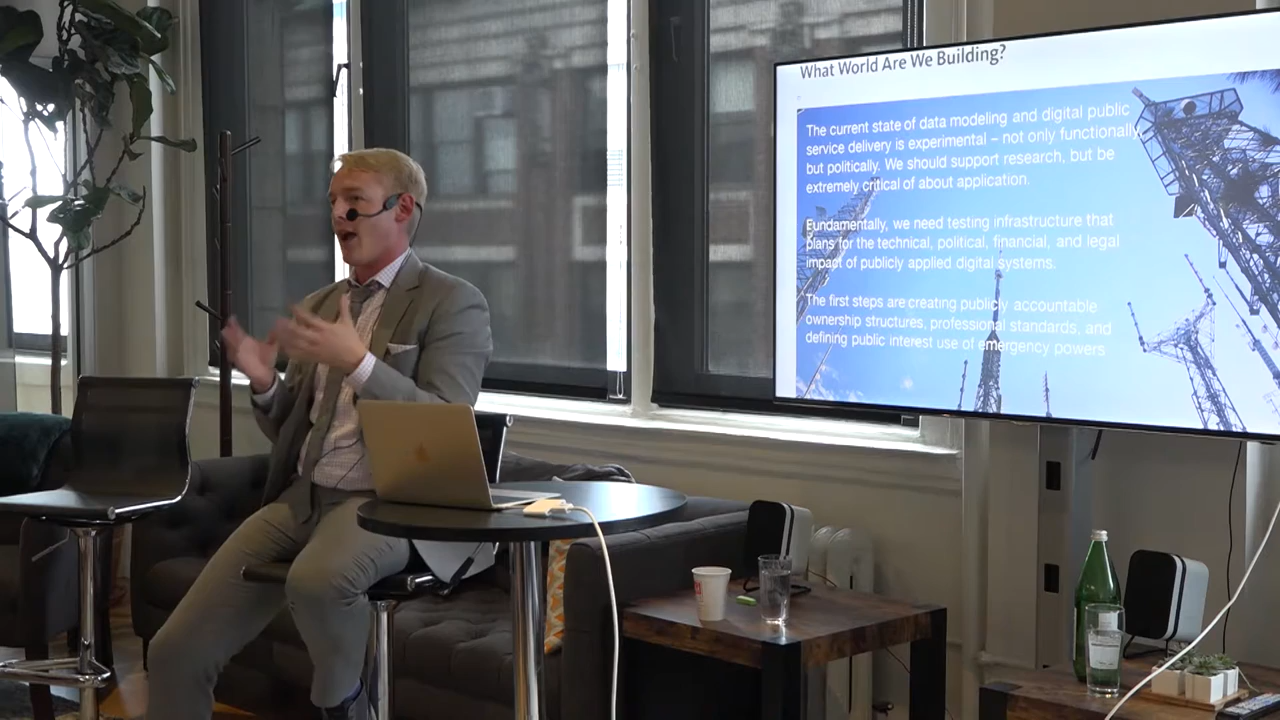 What World Are We Building?
The current state of data modeling and digital public
service delivery is experimental – not only functionally,
but politically. We should support research, but be
extremely critical of about application.
Fundamentally, we need testing infrastructure that
plans for the technical, political, financial, and legal
impact of publicly applied digital systems.
The first steps are creating publicly accountable
ownership structures, professional standards, and
defining public interest use of emergency powers